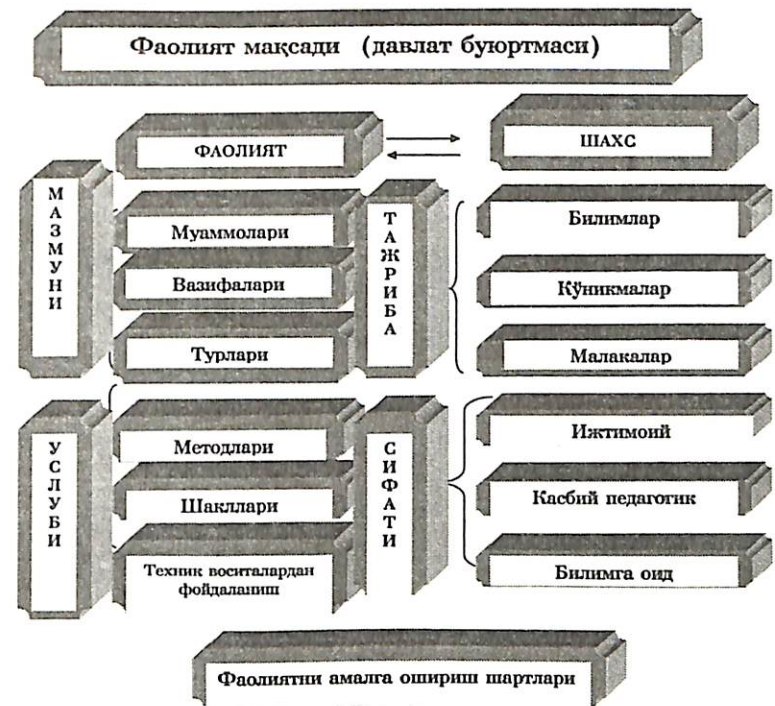 Фаолият мақсади (давлат буюртмаси)
ФАОЛИЯТ
ШАХС
МАЗМУНИ
Муаммолари
Вазифалари
Турлари
ТАЖРИБА
Билимлар
Кўникмалар
Малакалар
УСЛУБИ
Методлари
Шакллари
Техник воситалардан
фойдаланиш
СИФАТИ
Ижтимоий
Касбий педаготик
Билимга оид
Фаолиятни амалга ошириш шартлари